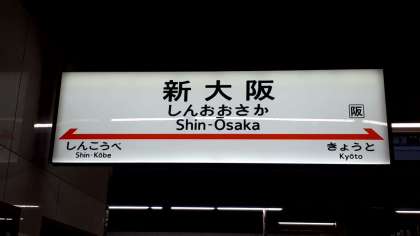 新大阪
しんおおさか
Shin-Ōsaka
阪
しんこうべ
Shin-Kōbe
きょうと
Kyōto